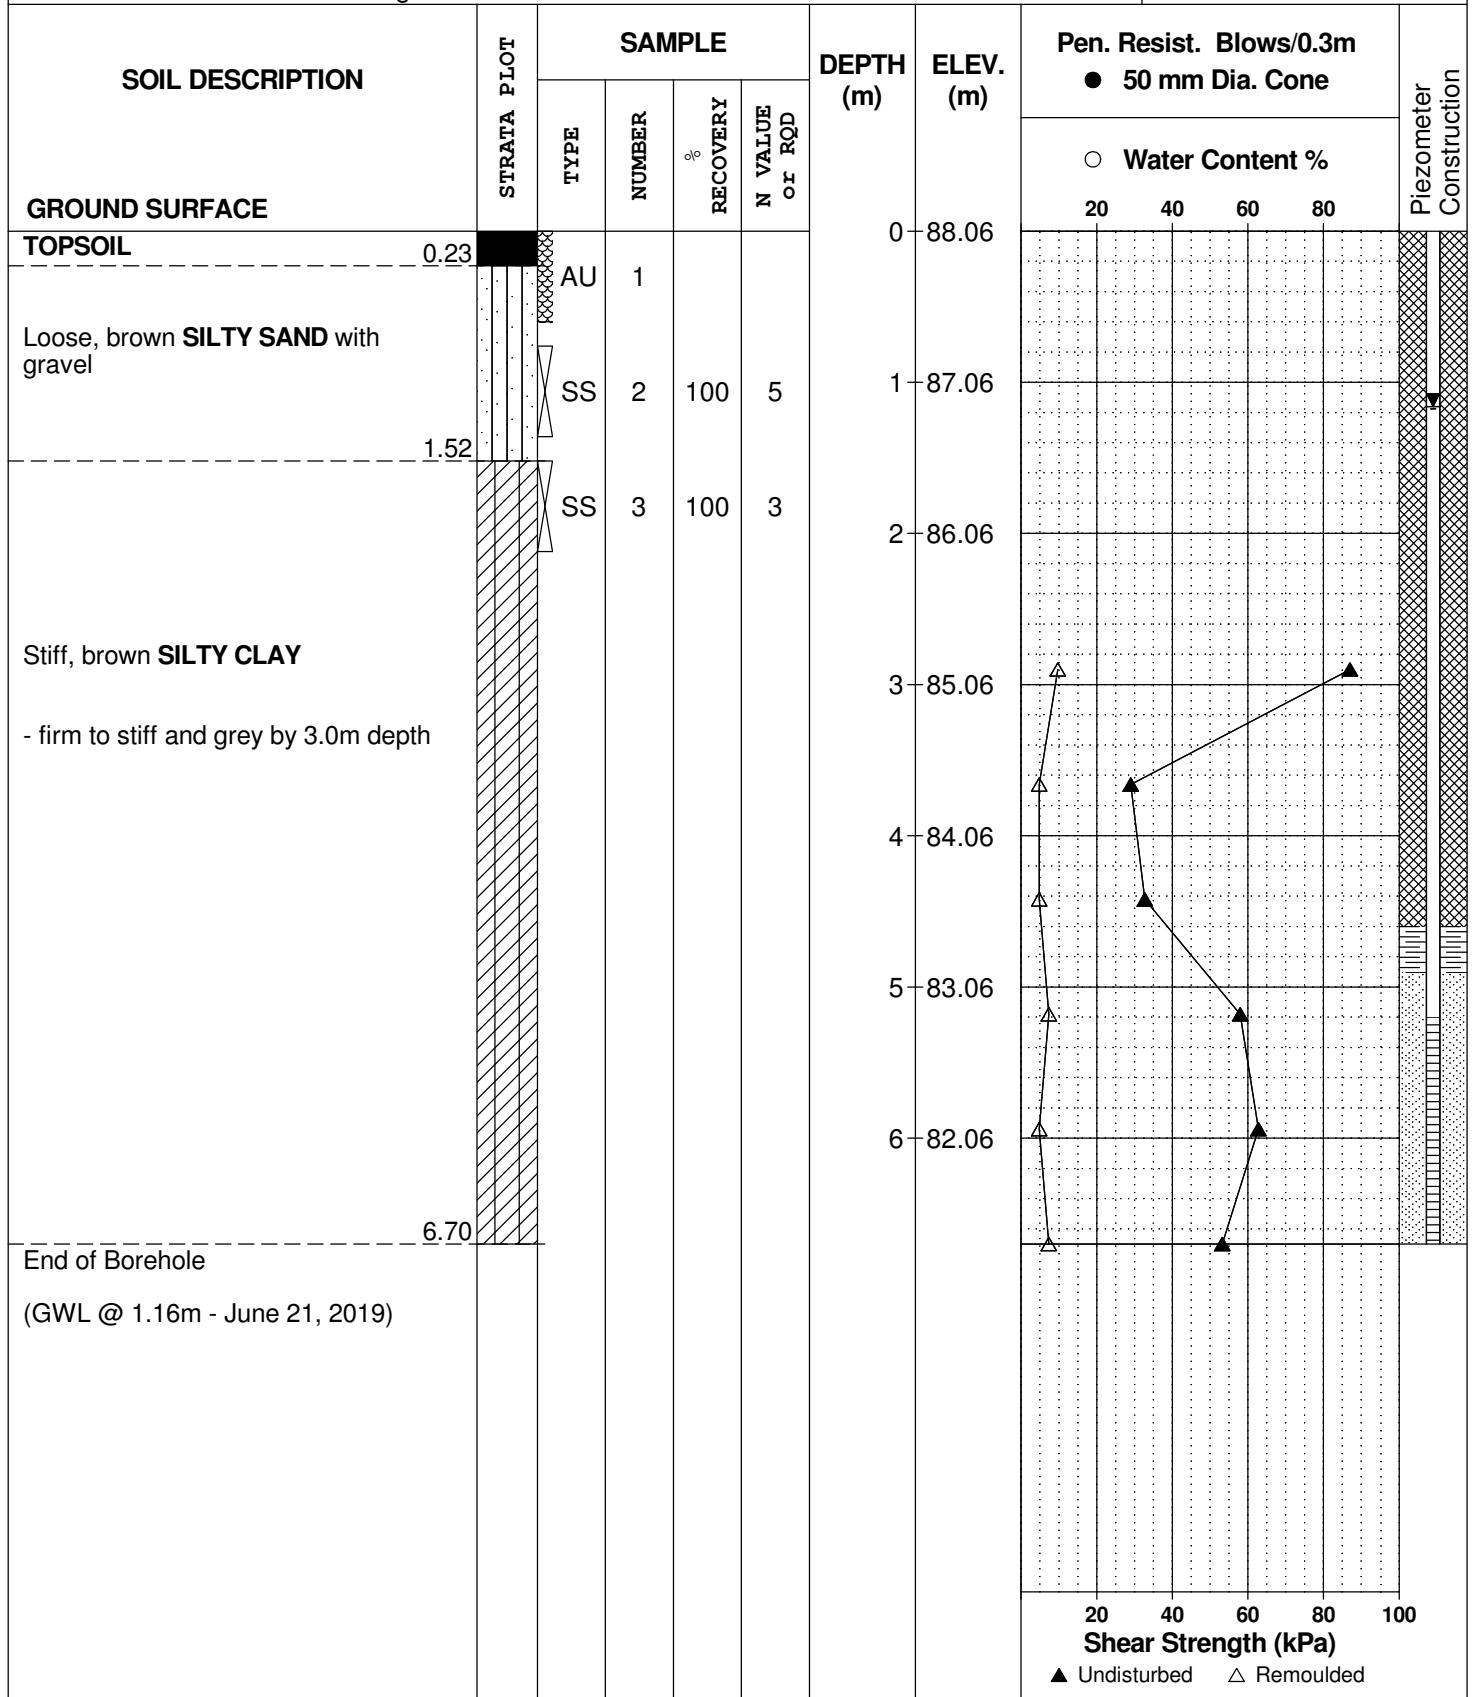 SOIL DESCRIPTION
GROUND SURFACE
STRATA PLOT
SAMPLE
TYPE
NUMBER
%
RECOVERY
N VALUE
or RQD
DEPTH
(m)
ELEV.
(m)
Pen. Resist. Blows/0.3m
● 50 mm Dia. Cone
○ Water Content %
20 40 60 80
Piezometer
Construction
TOPSOIL 0.23
AU 1
0 88.06
Loose, brown SILTY SAND with
gravel
SS 2 100 5
1 87.06
1.52
SS 3 100 3
2 86.06
Stiff, brown SILTY CLAY
3 85.06
- firm to stiff and grey by 3.0m depth
4 84.06
5 83.06
6 82.06
6.70
End of Borehole
(GWL @ 1.16m - June 21, 2019)
20 40 60 80 100
Shear Strength (kPa)
▲ Undisturbed △ Remoulded